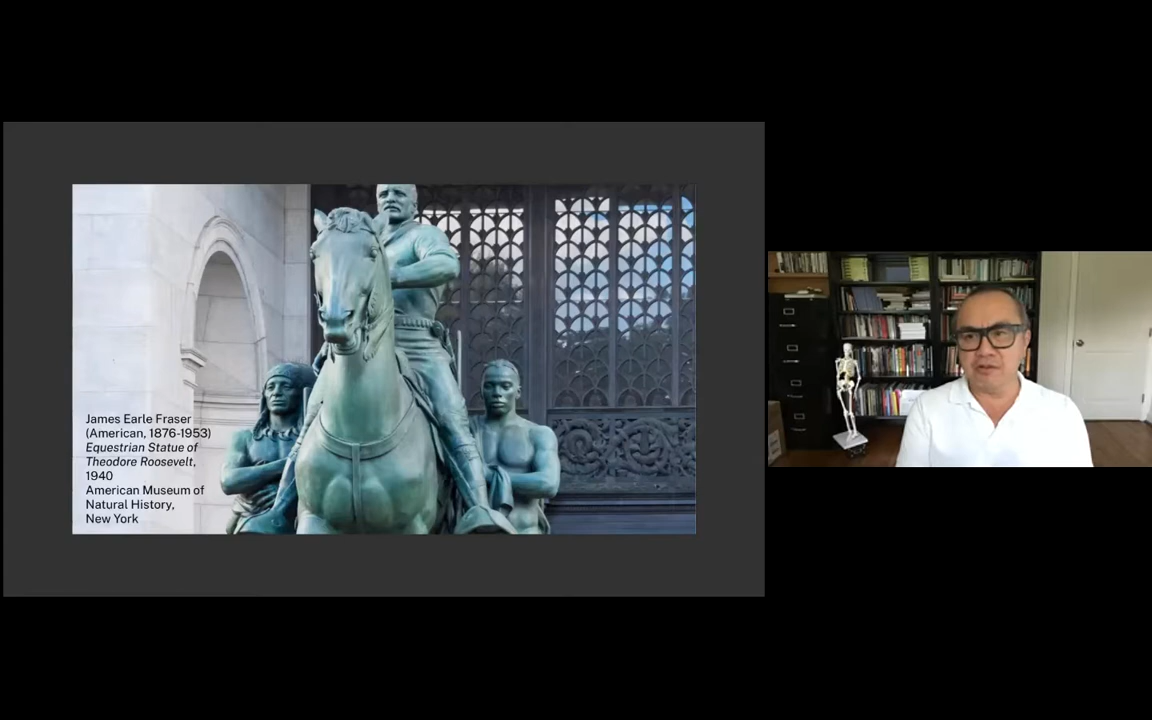 James Earle Fraser
(American, 1876-1953)
Equestrian Statue of
Theodore Roosevelt,
1940
American Museum of
Natural History,
New York